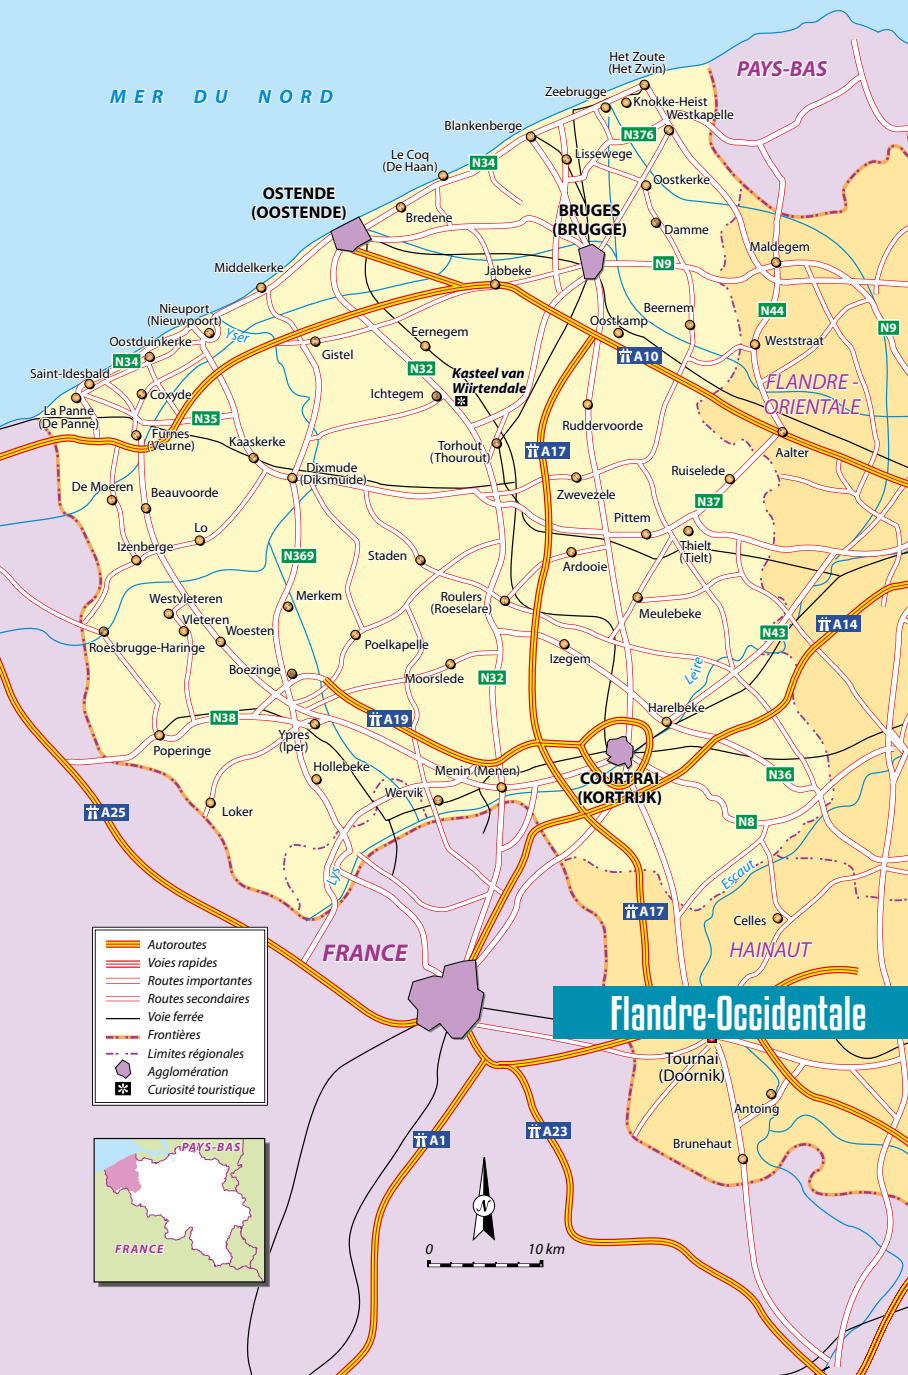 Het Zoute
(Het Zwin)
PAYS-BAS
MER DU NORD
Zeebrugge
Knokke-Heist
Westkapelle
Blankenberge
N376
Le Coq
(De Haan)
N34
Lissewege
Oostkerke
OSTENDE
(OOSTENDE)
Bredene
BRUGES
(BRUGGE)
Damme
Maldegem
Middelkerke
Jabbeke
N9
Nieuport
(Nieuwpoort)
Yser
Beernem
N44
Oostkamp
N9
Oostduinkerke
Eernegem
Weststraat
Gistel
A10
N34
Saint-Idesbald
N32
Kasteel van
Wiirtendale
FLANDRE-
ORIENTALE
Coxyde
Ichtegem
La Panne
(De Panne)
N35
Furnes
(Veurne)
Kaaskerke
Ruddervoorde
Torhout
(Thourout)
A17
Aalter
Dixmude
(Diksmuide)
Ruiselede
De Moeren
Beauvoorde
Zwevezele
N37
Lo
Pittem
Izenberge
N369
Staden
Thielt
(Tielt)
Ardooie
Westvleteren
Merkem
Roulers
(Roeselare)
Meulebeke
Vleteren
Woesten
A14
N43
Roesbrugge-Haringe
Poelkapelle
Izegem
Boezinge
Moorslede
N32
Leire
N38
A19
Harelbeke
Ypres
(Iper)
Poperinge
Hollebeke
Menin (Menen)
COURTRAI
(KORTRIJK)
N36
Wervik
Loker
A25
N8
Lys
Escaut
A17
Celles
FRANCE
HAINAUT
Autoroutes
Voies rapides
Routes importantes
Routes secondaires
Voie ferrée
Frontières
Limites régionales
Agglomération
Curiosité touristique
Flandre-Occidentale
Tournai
(Doornik)
Antoing
A1
A23
Brunehaut
PAYS-BAS
FRANCE
N
0 10 km